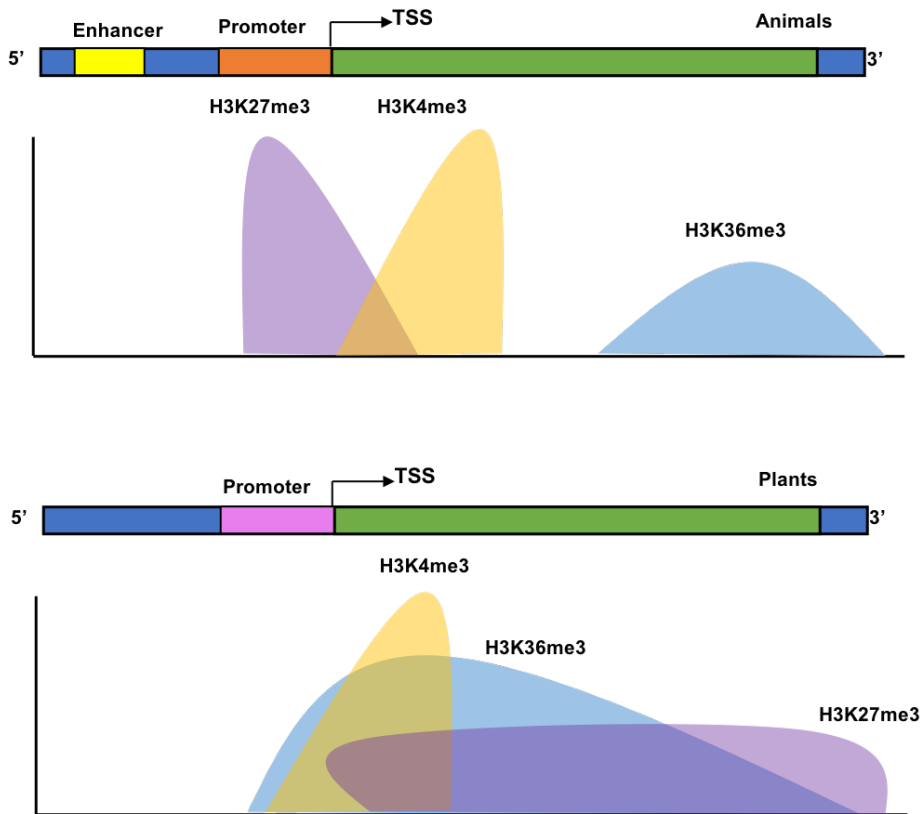 Enhancer Promoter TSS Animals
5’ 3’
H3K27me3 H3K4me3
H3K36me3
Promoter TSS Plants
5’ 3’
H3K4me3
H3K36me3
H3K27me3